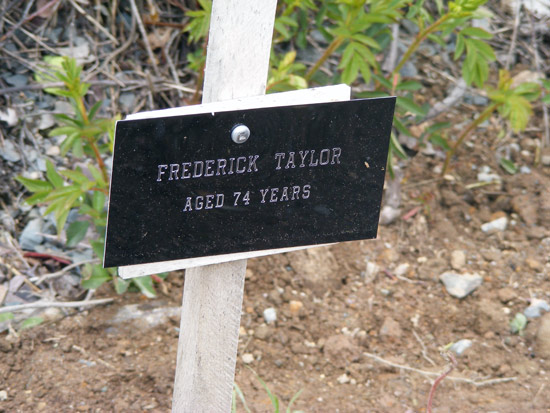 FREDERICK TAYLOR
AGED 74 YEARS